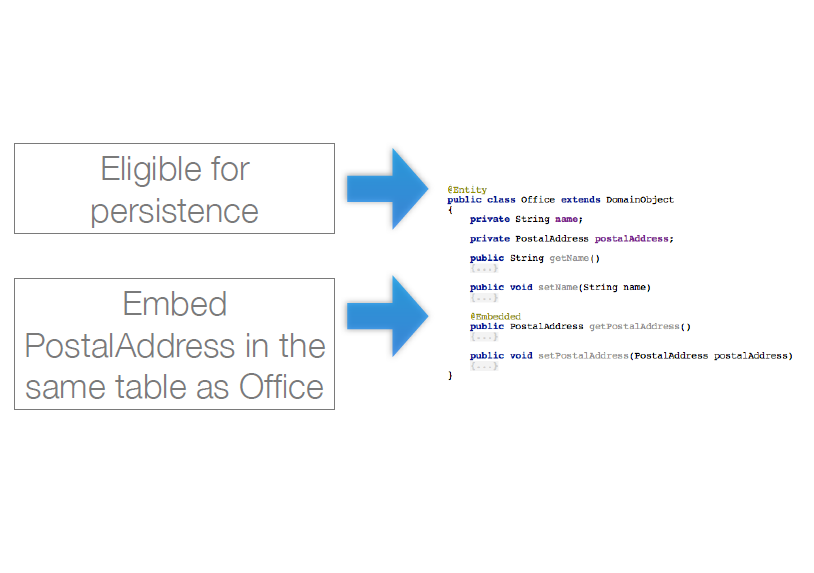 Eligible for
persistence
Embed
PostalAddress in the
same table as Office
@Entity
public class Office extends DomainObject
{
private String name;
private PostalAddress postalAddress;
public String getName()
{...}
public void setName(String name)
{...}
@Embedded
public PostalAddress getPostalAddress()
{...}
public void setPostalAddress(PostalAddress postalAddress)
{...}
}